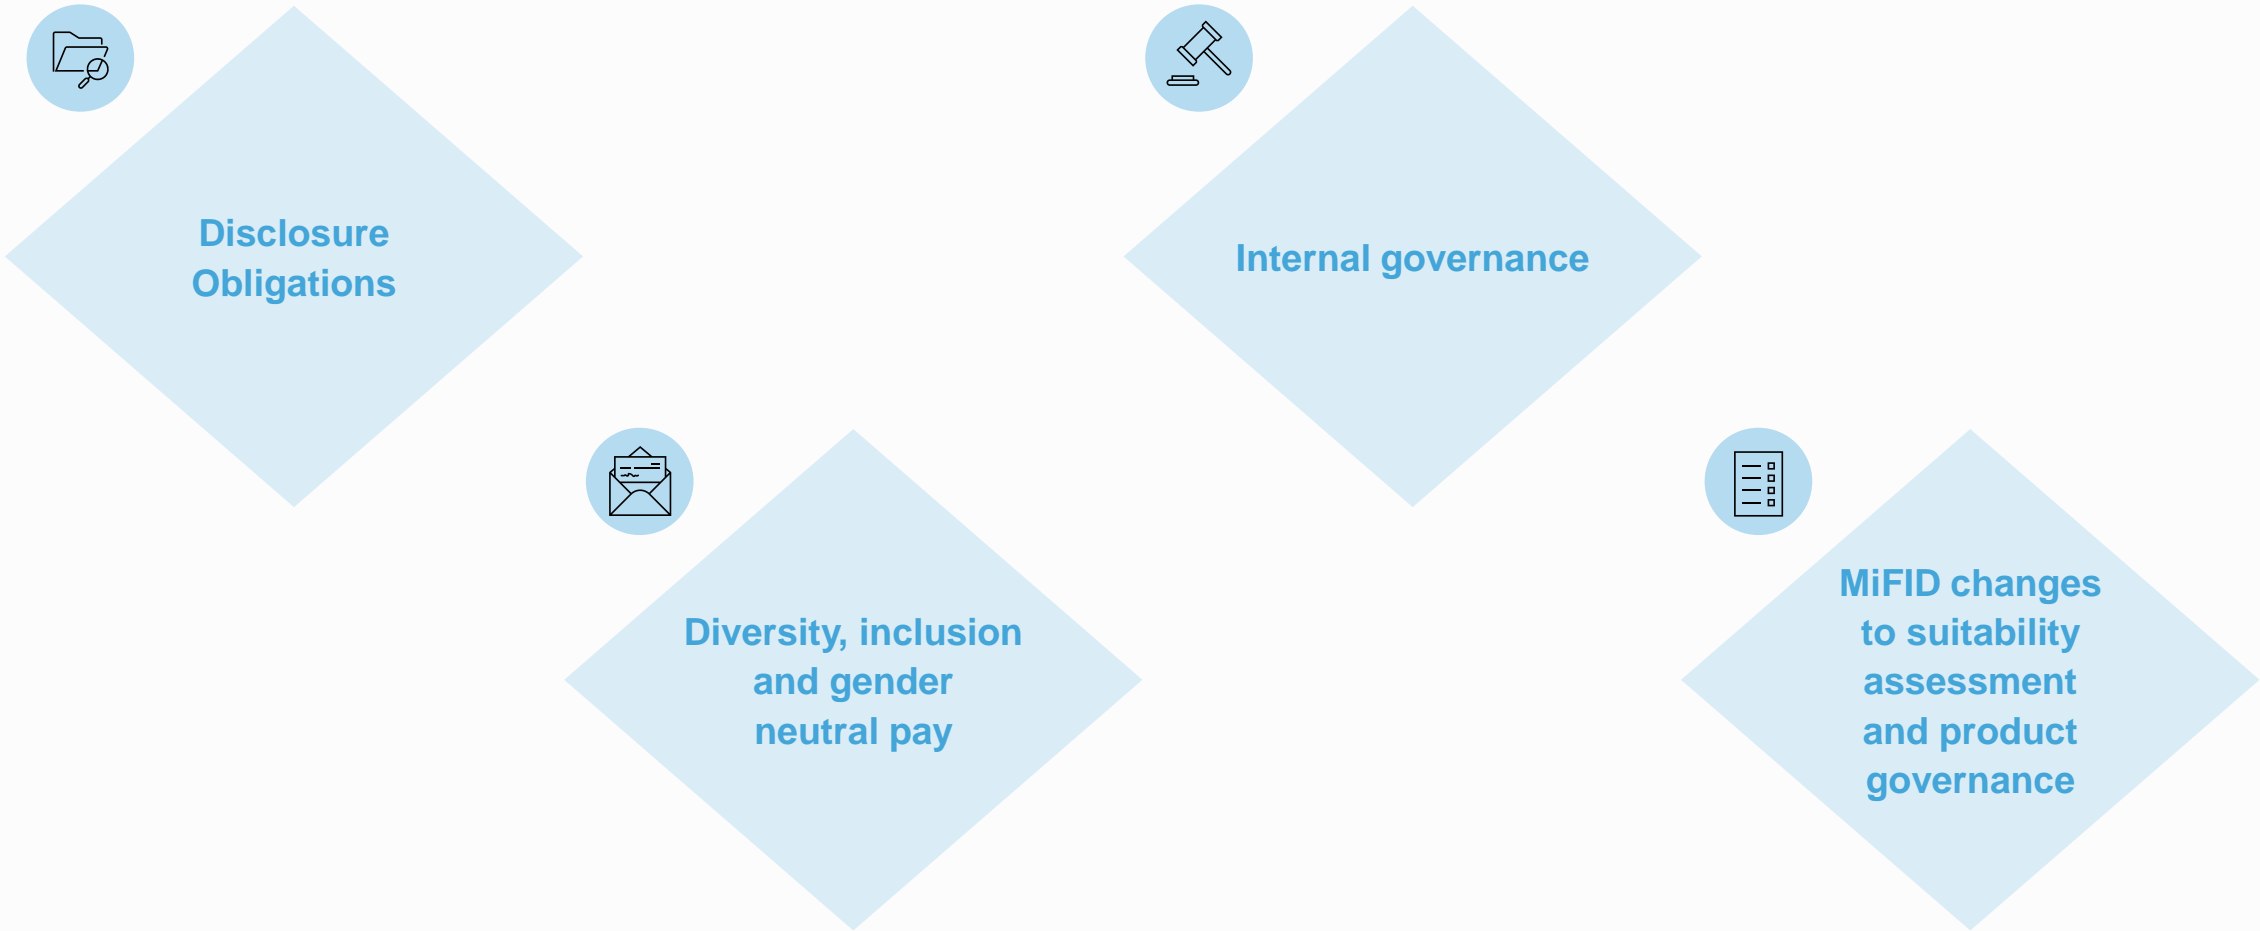 Disclosure
Obligations
Internal governance
Diversity, inclusion
and gender
neutral pay
MiFID changes
to suitability
assessment
and product
governance